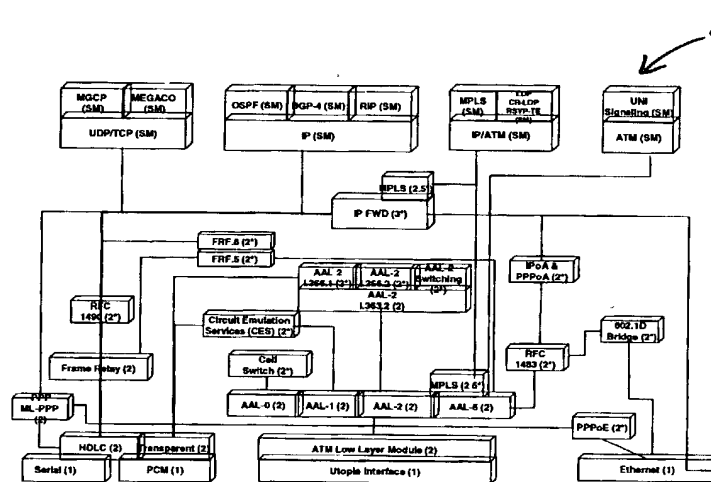 MGCP (SM)
MEGACO (SM)
UDP/TCP (SM)
OSPF (SM)
BGP-4 (SM)
RIP (SM)
IP (SM)
MPLS (SM)
LDP
CR-LDP
RSVP-TE
(SM)
IP/ATM (SM)
UNI
Signaling (SM)
ATM (SM)
MPLS (2.5*)
IP FWD (3*)
FRF.8 (2*)
FRF.5 (2*)
AAL 2
L366.1 (2*)
AAL-2
L366.2 (2*)
AAL-2
Switching
(2*)
AAL-2
L363.2 (2)
IPoA &
PPPoA (2*)
RFC
1490 (2*)
Circuit Emulation
Services (CES) (2*)
802.1D
Bridge (2*)
Frame Relay (2)
Cell
Switch (2*)
RFC
1483 (2*)
MPLS (2.5*)
PPP
ML-PPP
(2)
AAL-0 (2)
AAL-1 (2)
AAL-2 (2)
AAL-5 (2)
PPPoE (2*)
HDLC (2)
Transparent (2)
ATM Low Layer Module (2)
Serial (1)
PCM (1)
Utopia Interface (1)
Ethernet (1)